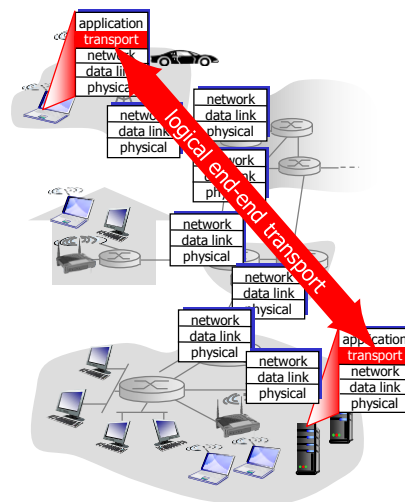 application
transport
network
data link
physical
network
data link
physical
network
data link
physical
network
data link
physical
network
data link
physical
network
data link
physical
network
data link
physical
network
data link
physical
logical end-end transport
application
transport
network
data link
physical